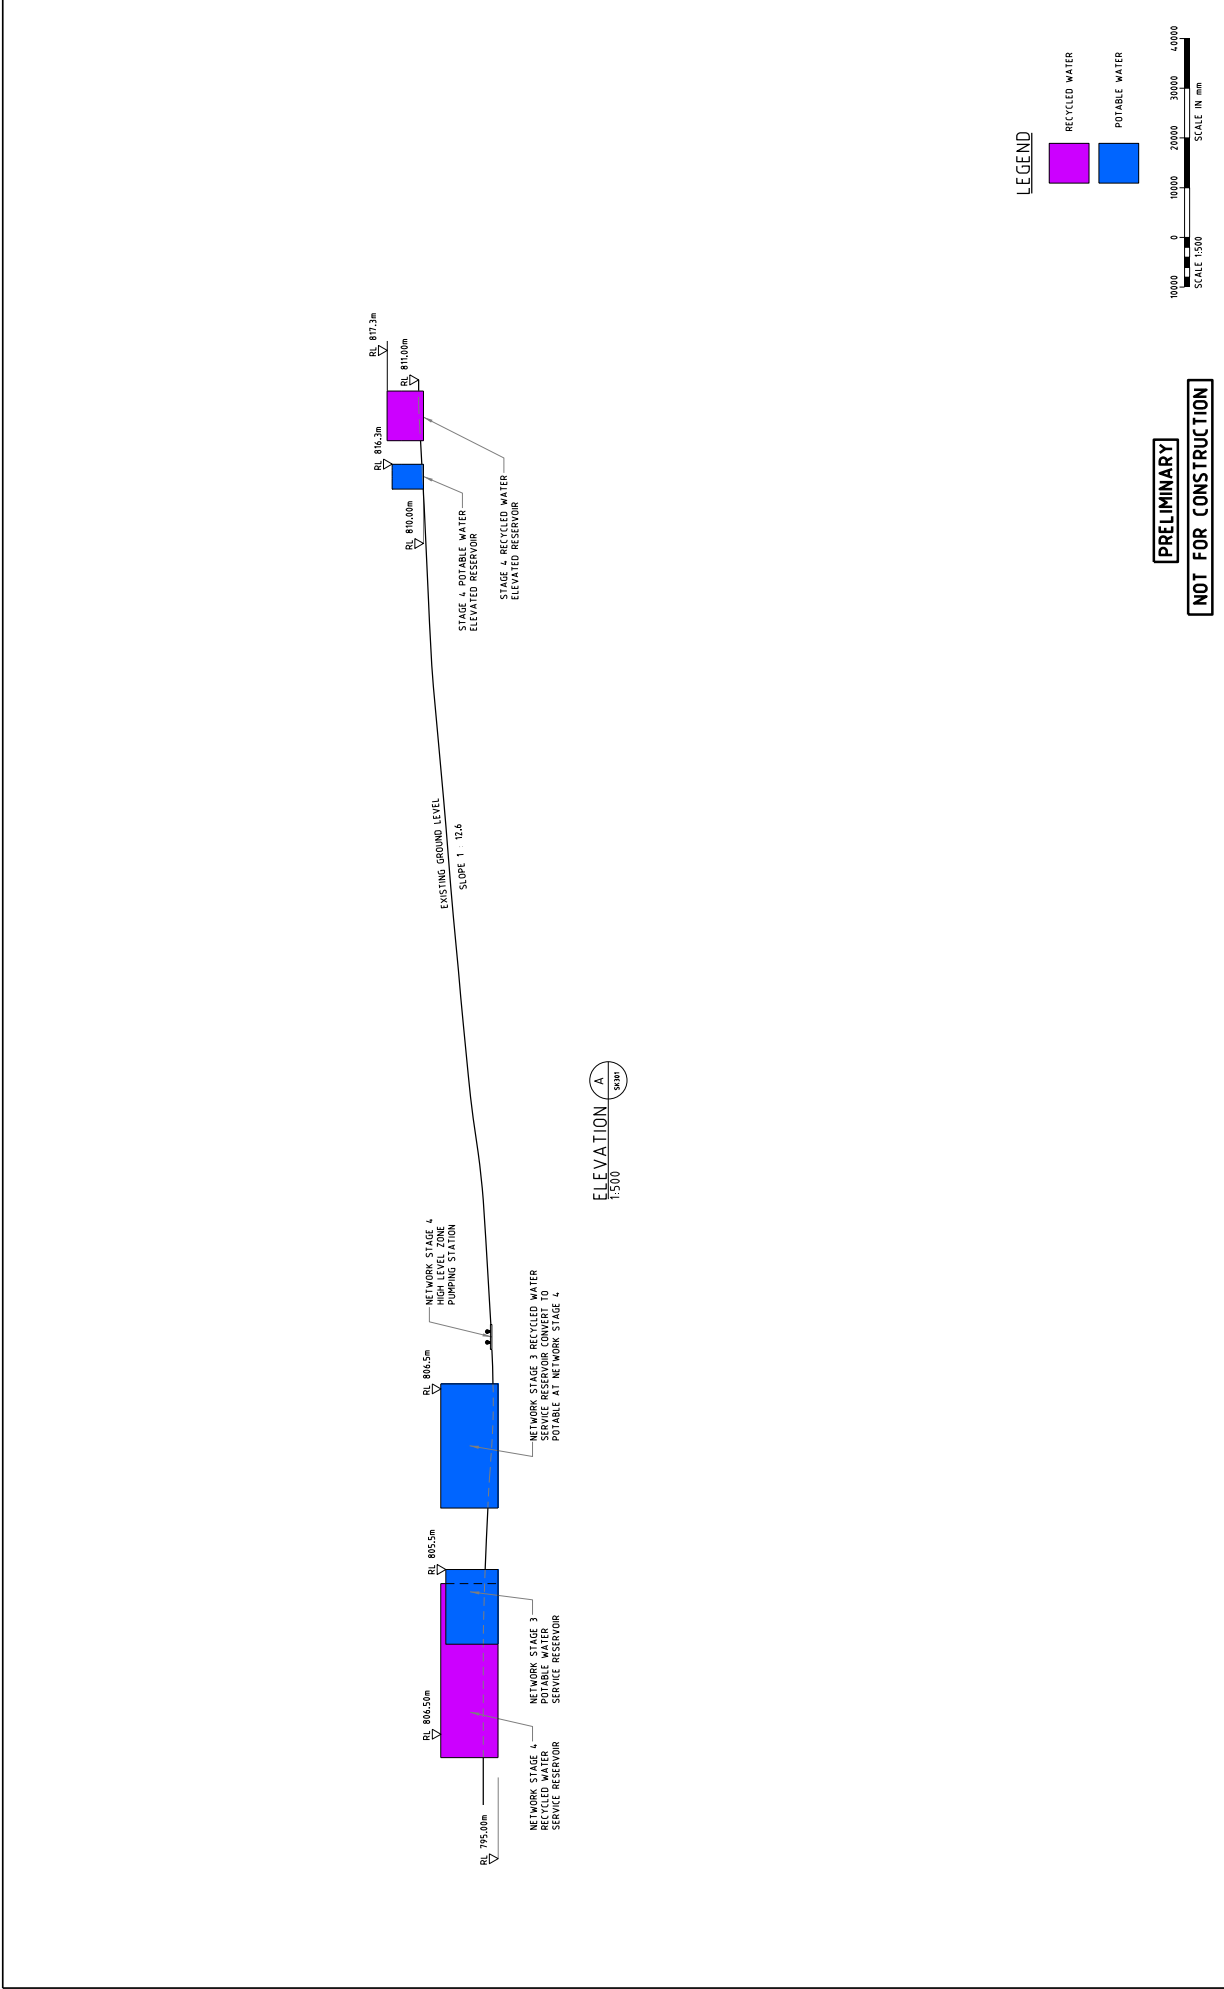 RL 795.00m
RL 806.50m
NETWORK STAGE 4
RECYCLED WATER
SERVICE RESERVOIR
RL 805.5m
NETWORK STAGE 3
POTABLE WATER
SERVICE RESERVOIR
RL 806.5m
NETWORK STAGE 3 RECYCLED WATER
SERVICE RESERVOIR CONVERT TO
POTABLE AT NETWORK STAGE 4
NETWORK STAGE 4
HIGH LEVEL ZONE
PUMPING STATION
EXISTING GROUND LEVEL
SLOPE 1 : 12.6
RL 810.00m
RL 816.3m
RL 811.00m
RL 817.3m
STAGE 4 POTABLE WATER
ELEVATED RESERVOIR
STAGE 4 RECYCLED WATER
ELEVATED RESERVOIR
ELEVATION
1:500
A
SK301
LEGEND
RECYCLED WATER
POTABLE WATER
10000 0 10000 20000 30000 40000
SCALE 1:500 SCALE IN mm
PRELIMINARY
NOT FOR CONSTRUCTION